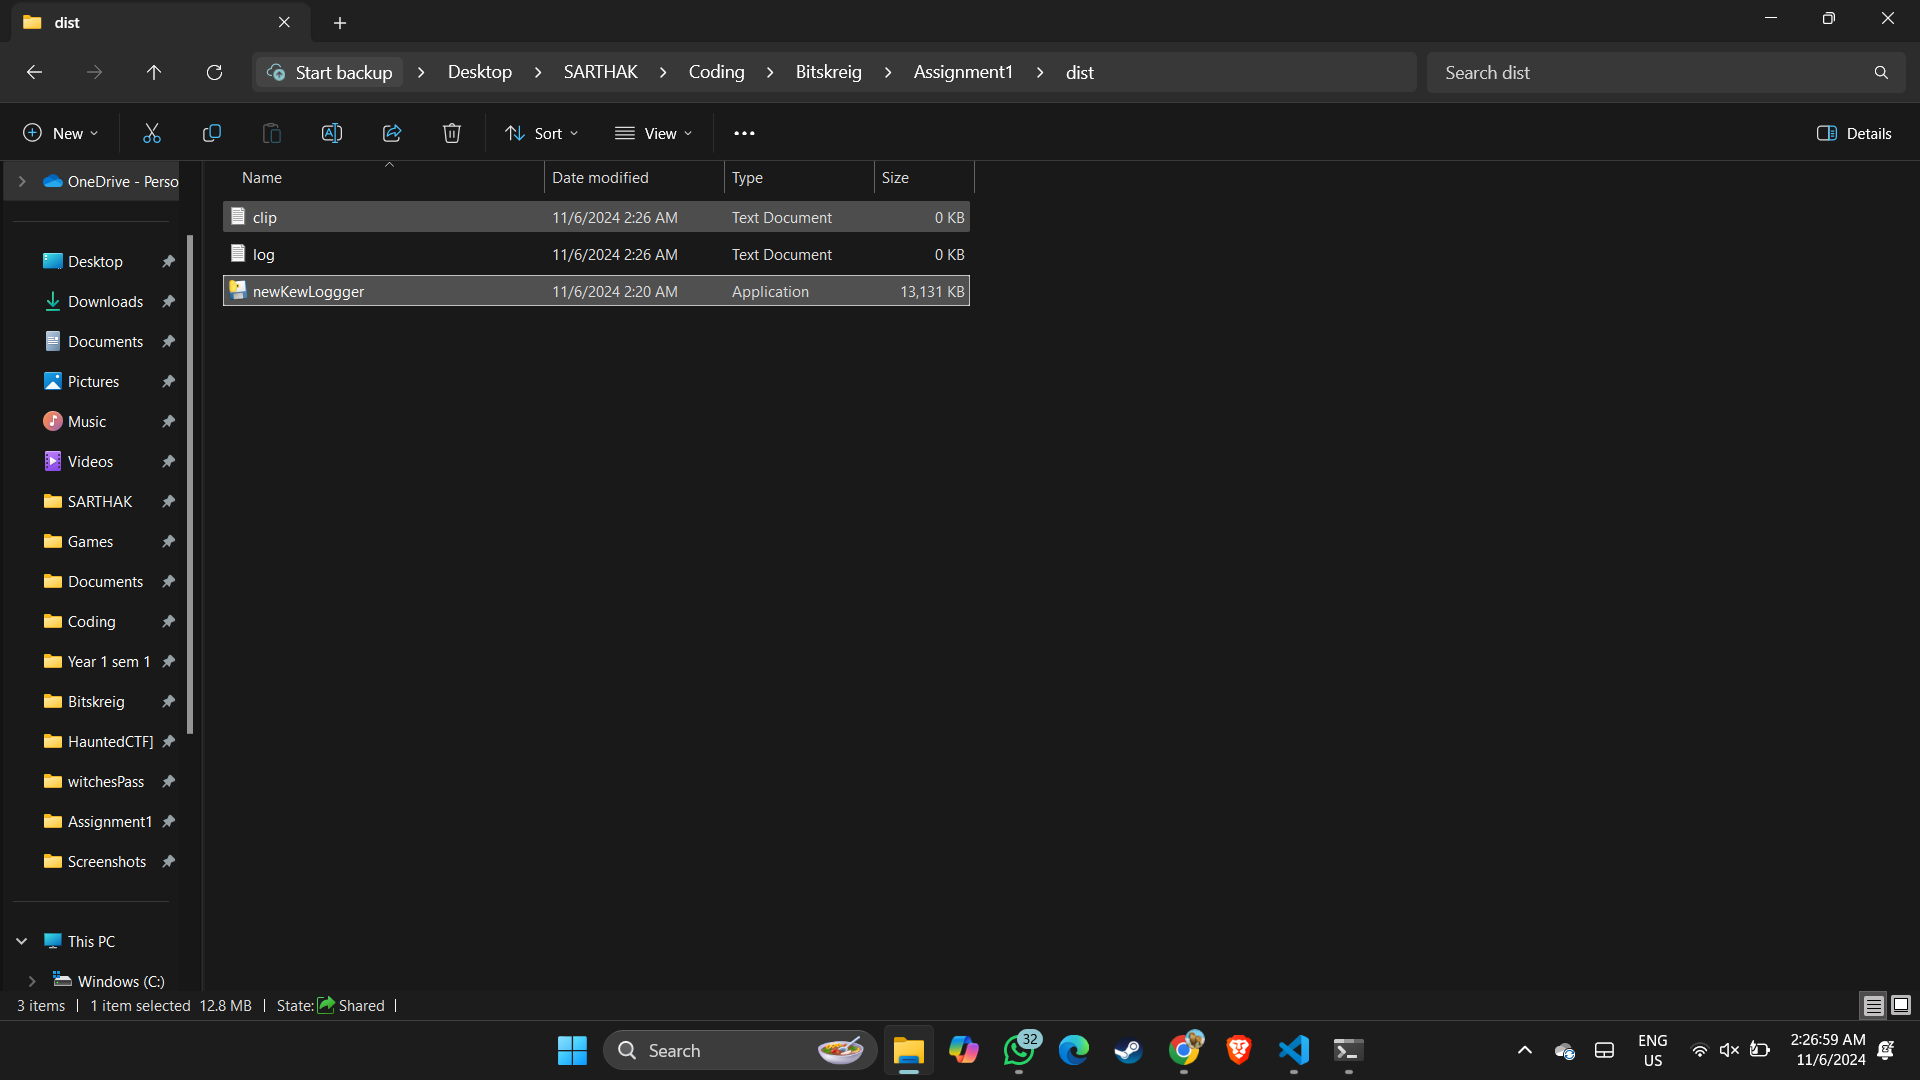 dist
Start backup > Desktop > SARTHAK > Coding > Bitskreig > Assignment1 > dist
Search dist
New
Sort
View
Details
Name Date modified Type Size
clip 11/6/2024 2:26 AM Text Document 0 KB
log 11/6/2024 2:26 AM Text Document 0 KB
newKewLoggger 11/6/2024 2:20 AM Application 13,131 KB
OneDrive - Perso
Desktop
Downloads
Documents
Pictures
Music
Videos
SARTHAK
Games
Documents
Coding
Year 1 sem 1
Bitskreig
HauntedCTF]
witchesPass
Assignment1
Screenshots
This PC
Windows (C:)
3 items | 1 item selected 12.8 MB | State: Shared |
Search
32
ENG
US
2:26:59 AM
11/6/2024